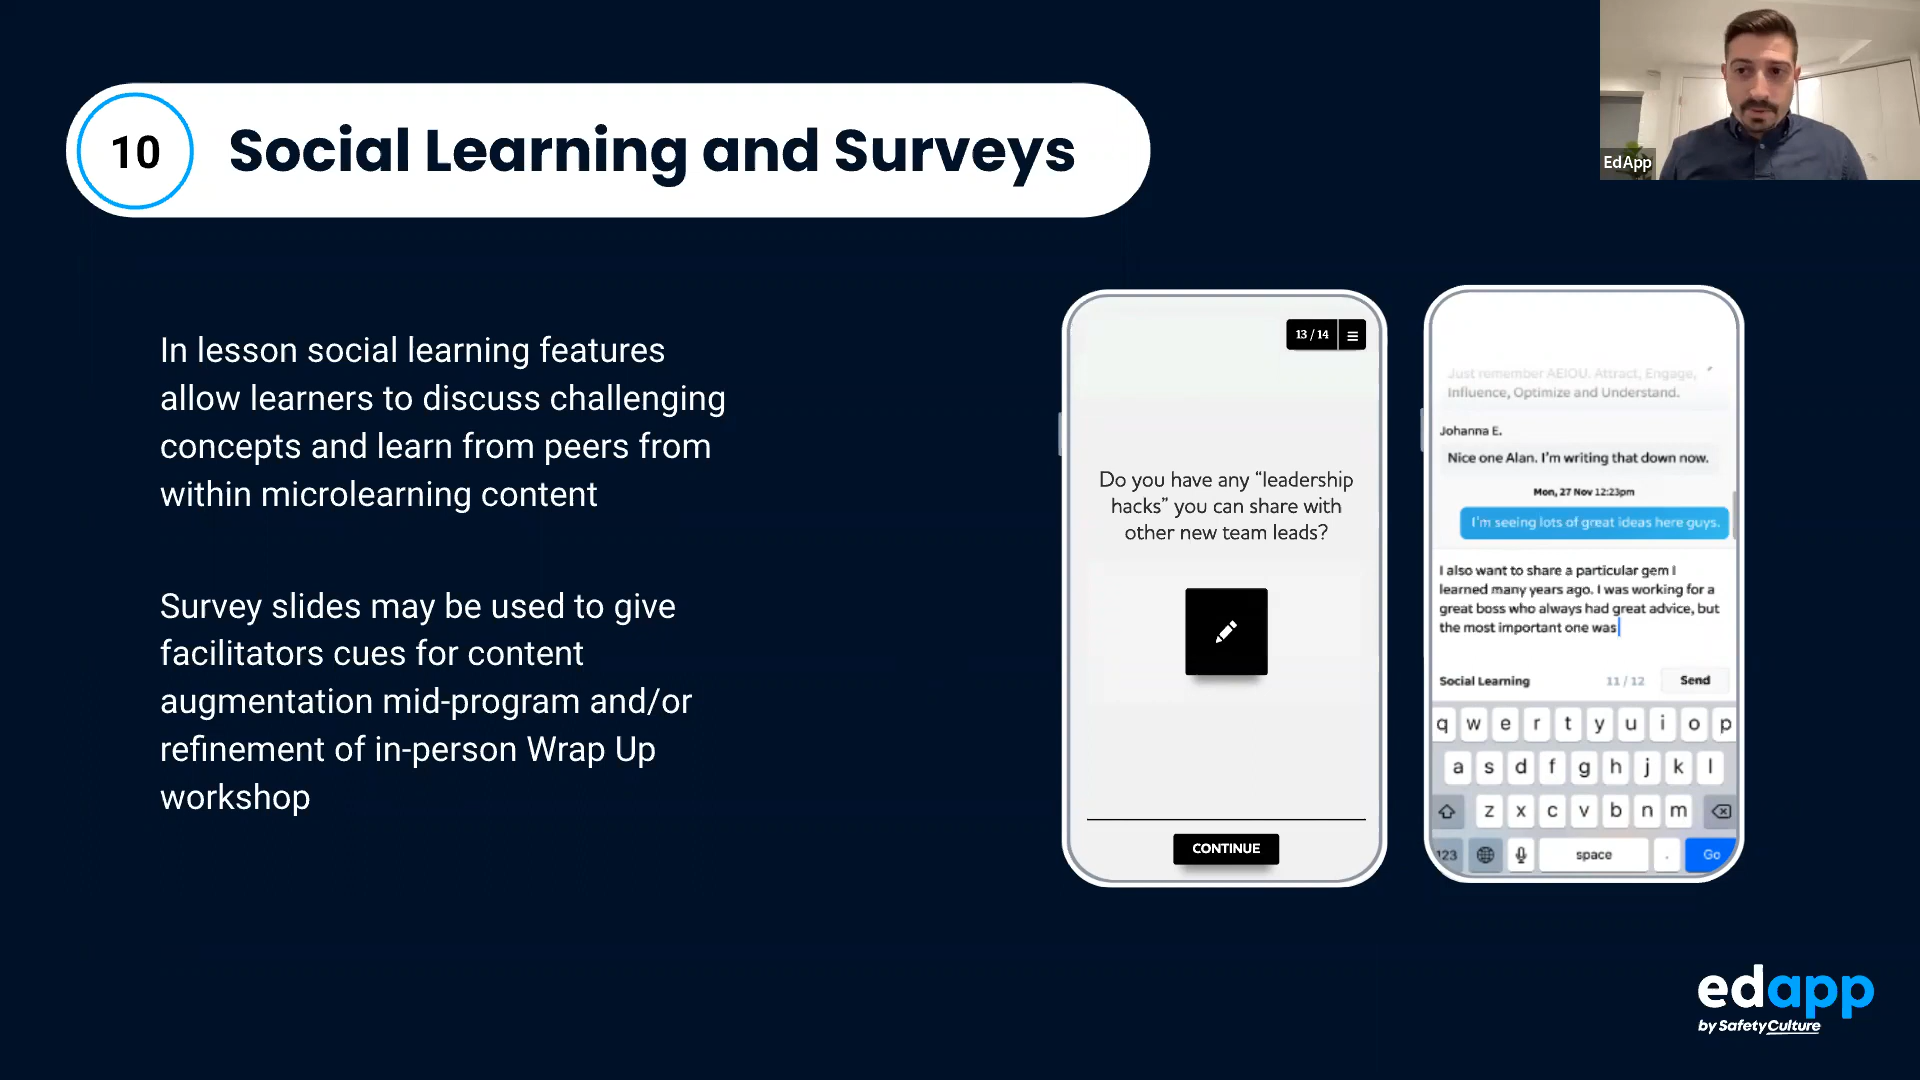 10
Social Learning and Surveys
EdApp
In lesson social learning features
allow learners to discuss challenging
concepts and learn from peers from
within microlearning content
Survey slides may be used to give
facilitators cues for content
augmentation mid-program and/or
refinement of in-person Wrap Up
workshop
13 / 14
Do you have any “leadership
hacks” you can share with
other new team leads?
CONTINUE
Just remember AEIOU. Attract, Engage,
Influence, Optimize and Understand.
Johanna E.
Nice one Alan. I'm writing that down now.
Mon, 27 Nov 12:23pm
I'm seeing lots of great ideas here guys.
I also want to share a particular gem I
learned many years ago. I was working for a
great boss who always had great advice, but
the most important one was
Social Learning 11 / 12 Send
q w e r t y u i o p
a s d f g h j k l
z x c v b n m
123 space . Go
edapp
by SafetyCulture